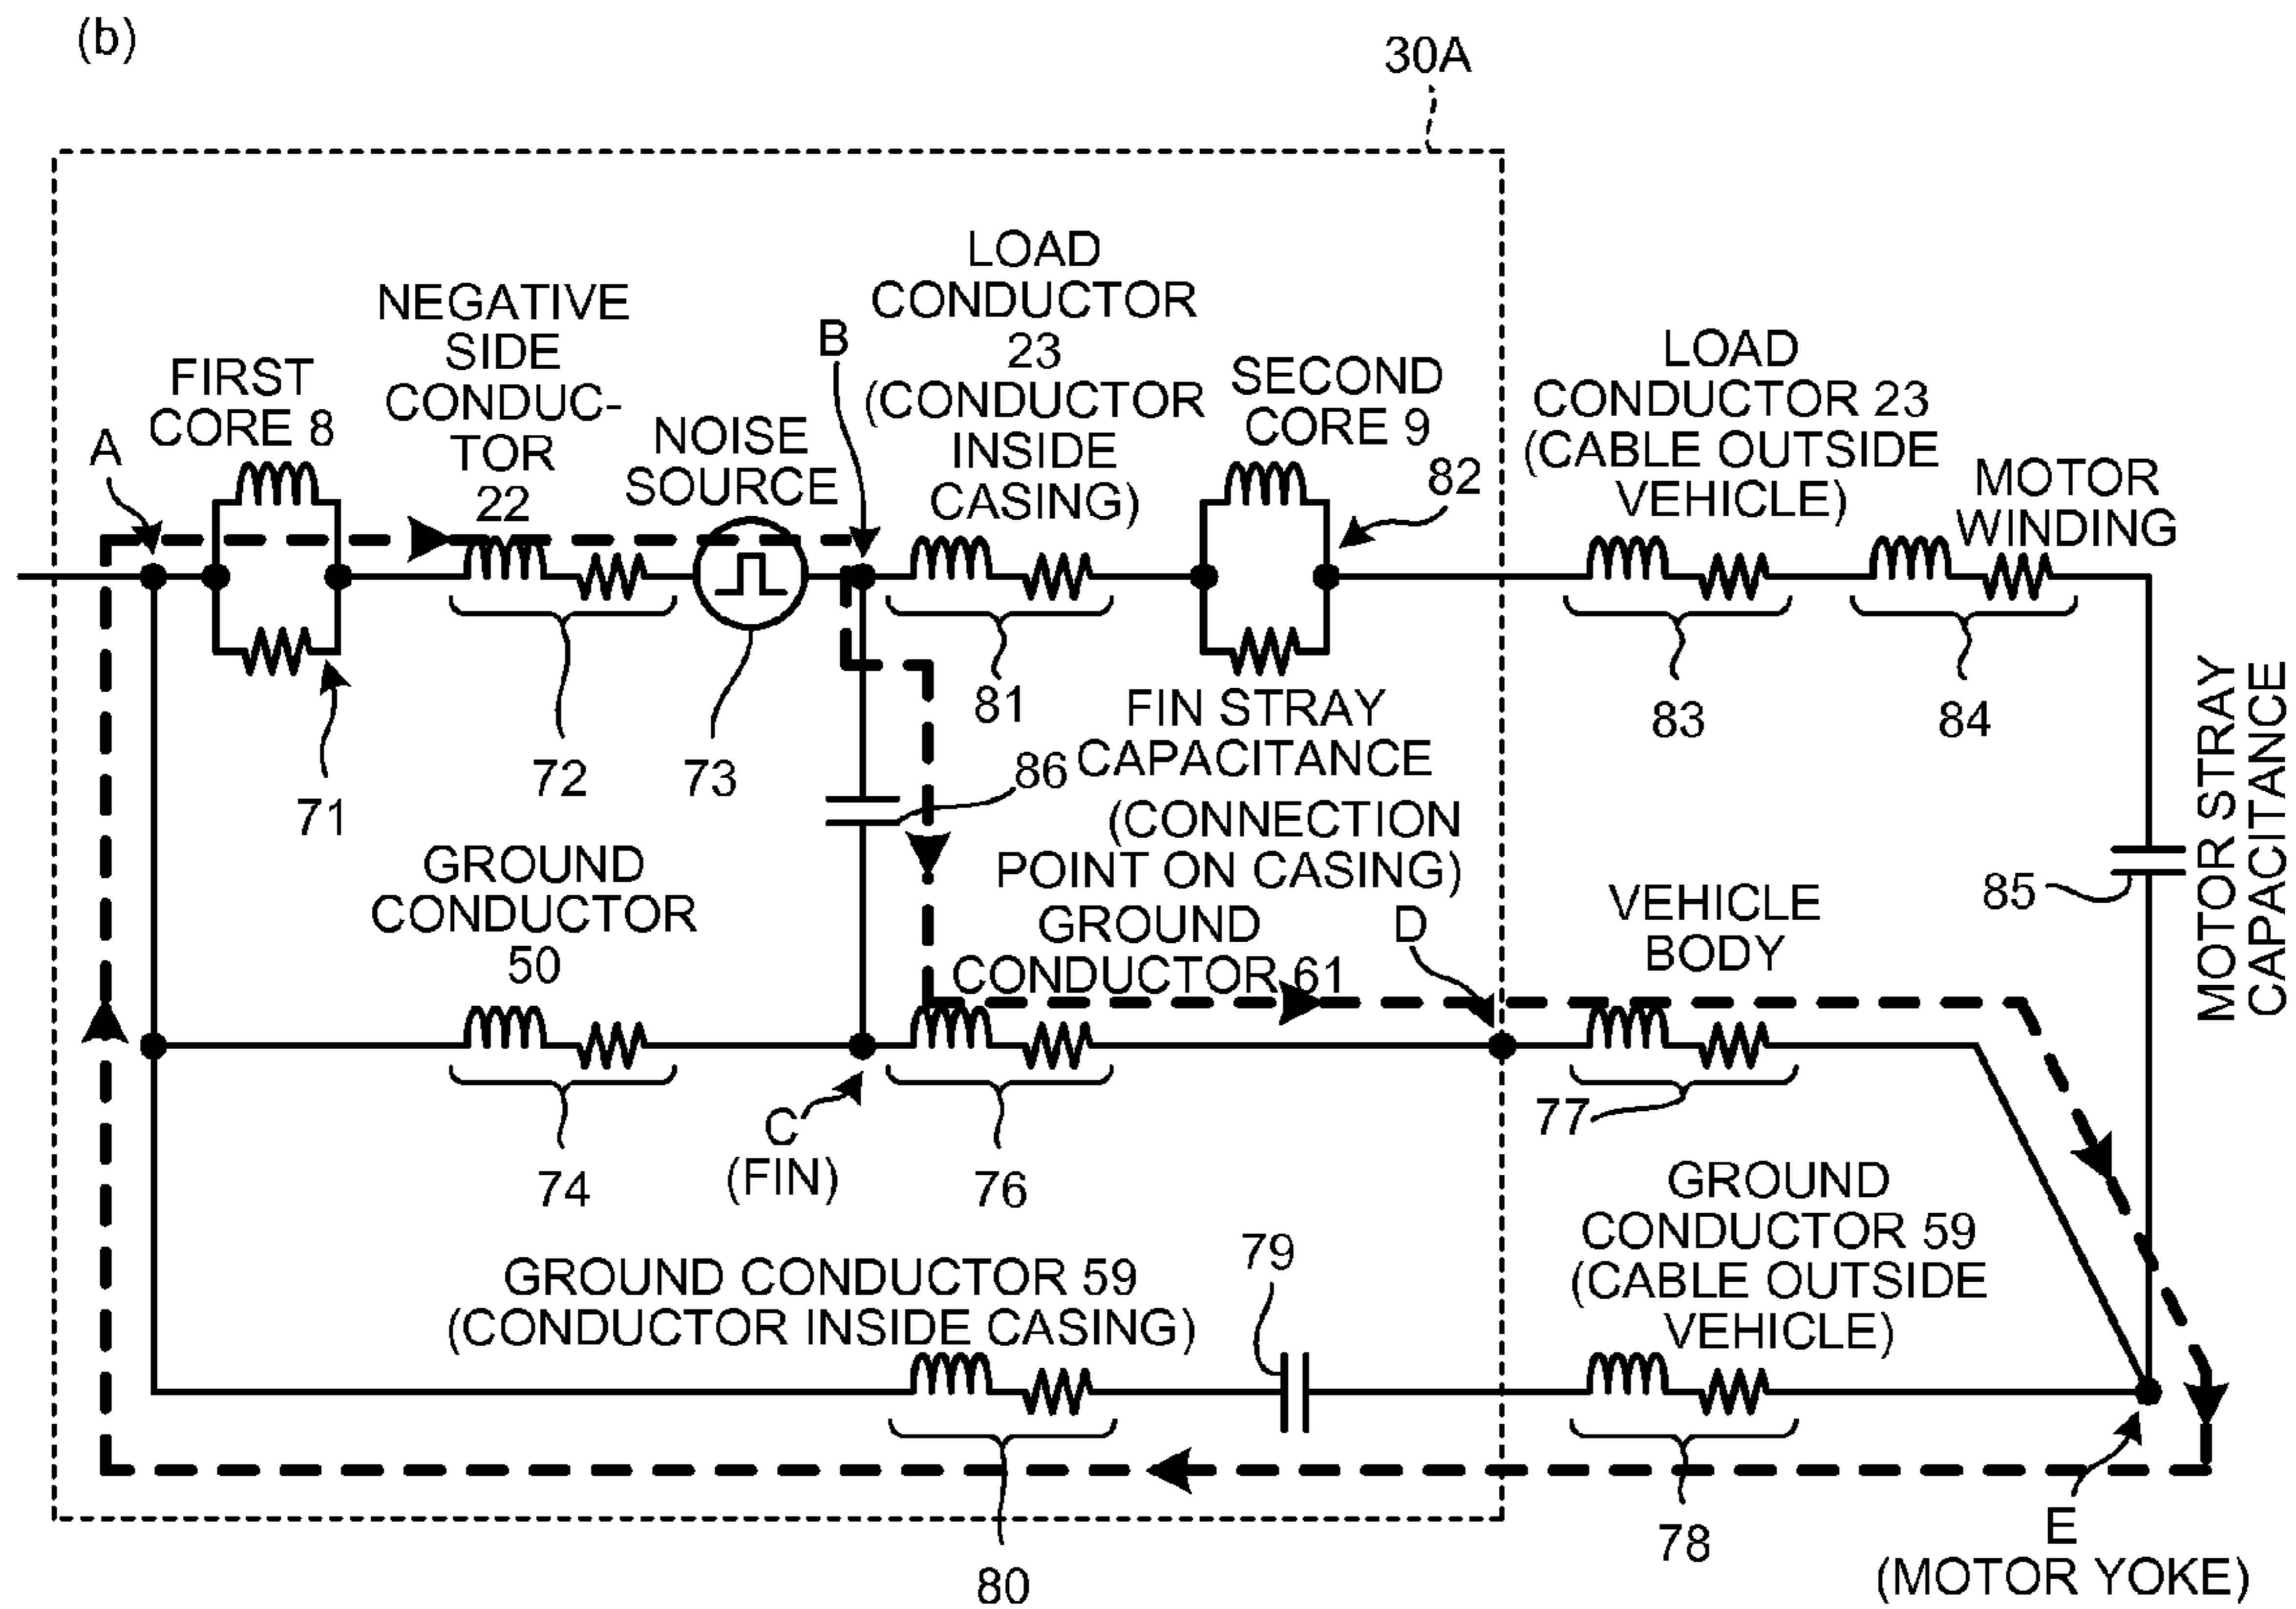 (b)
30A
FIRST
CORE 8
A
71
NEGATIVE
SIDE
CONDUC-
TOR
22
72
NOISE
SOURCE
73
B
LOAD
CONDUCTOR
23
(CONDUCTOR
INSIDE
CASING)
81
SECOND
CORE 9
82
LOAD
CONDUCTOR 23
(CABLE OUTSIDE
VEHICLE)
83
MOTOR
WINDING
84
MOTOR STRAY
CAPACITANCE
85
FIN STRAY
CAPACITANCE
86
(CONNECTION
POINT ON CASING)
D
GROUND
CONDUCTOR
50
74
C
(FIN)
GROUND
CONDUCTOR 61
76
VEHICLE
BODY
77
GROUND CONDUCTOR 59
(CONDUCTOR INSIDE CASING)
80
79
GROUND
CONDUCTOR 59
(CABLE OUTSIDE
VEHICLE)
78
E
(MOTOR YOKE)